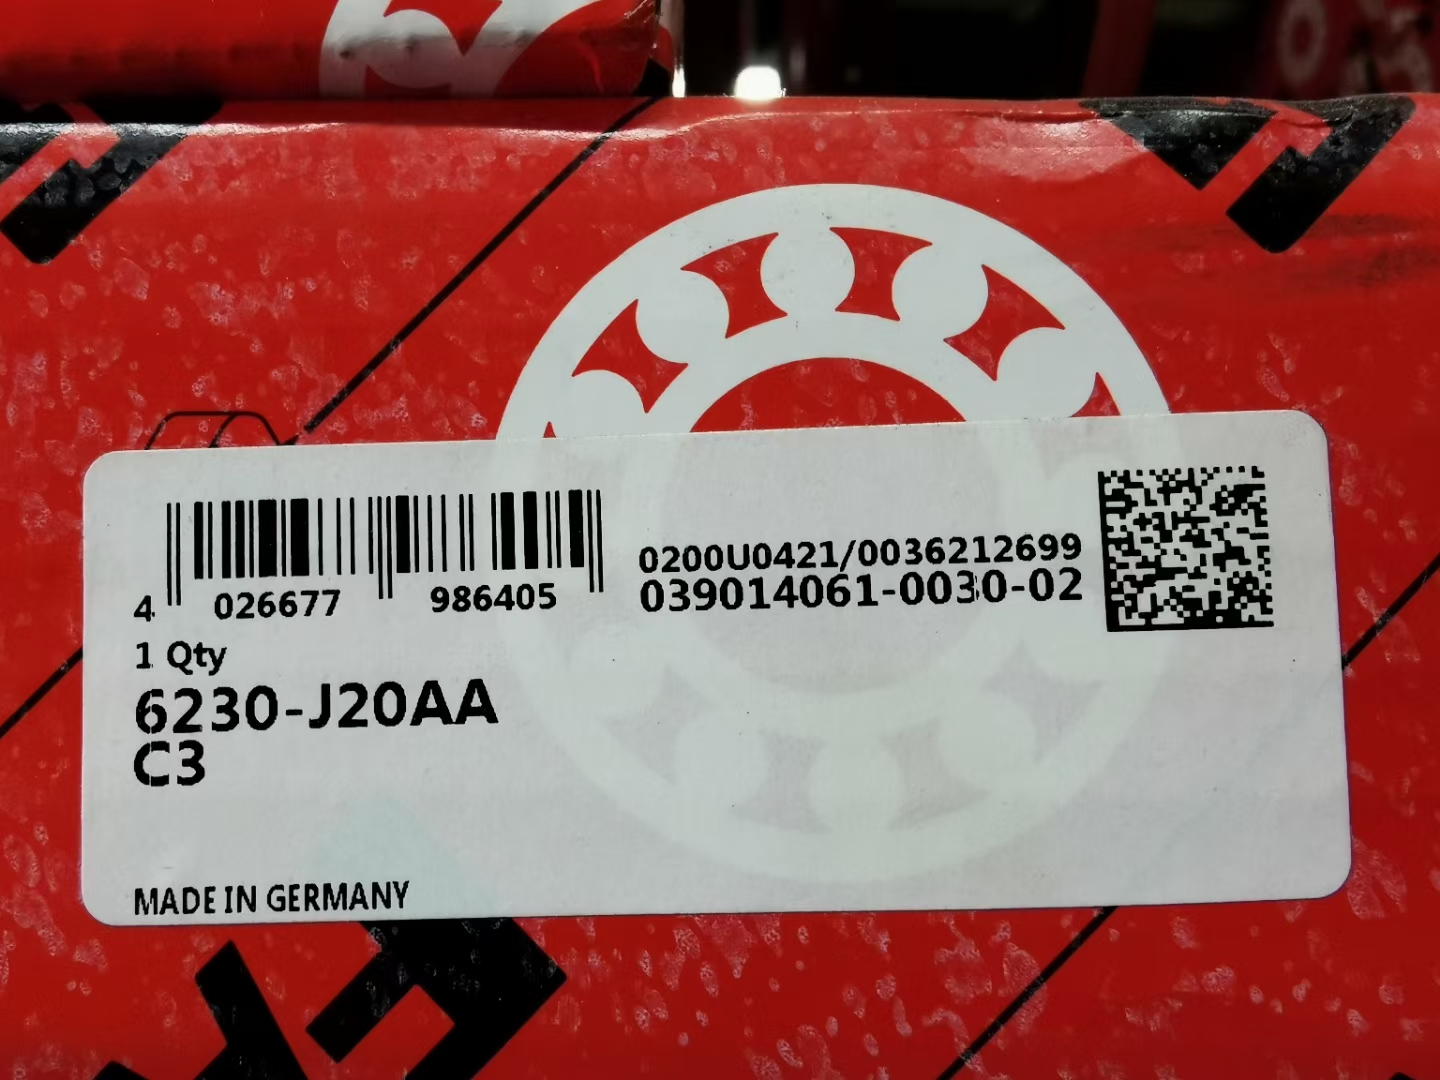 4 026677 986405
0200U0421/0036212699
039014061-0030-02
1 Qty
6230-J20AA
C3
MADE IN GERMANY